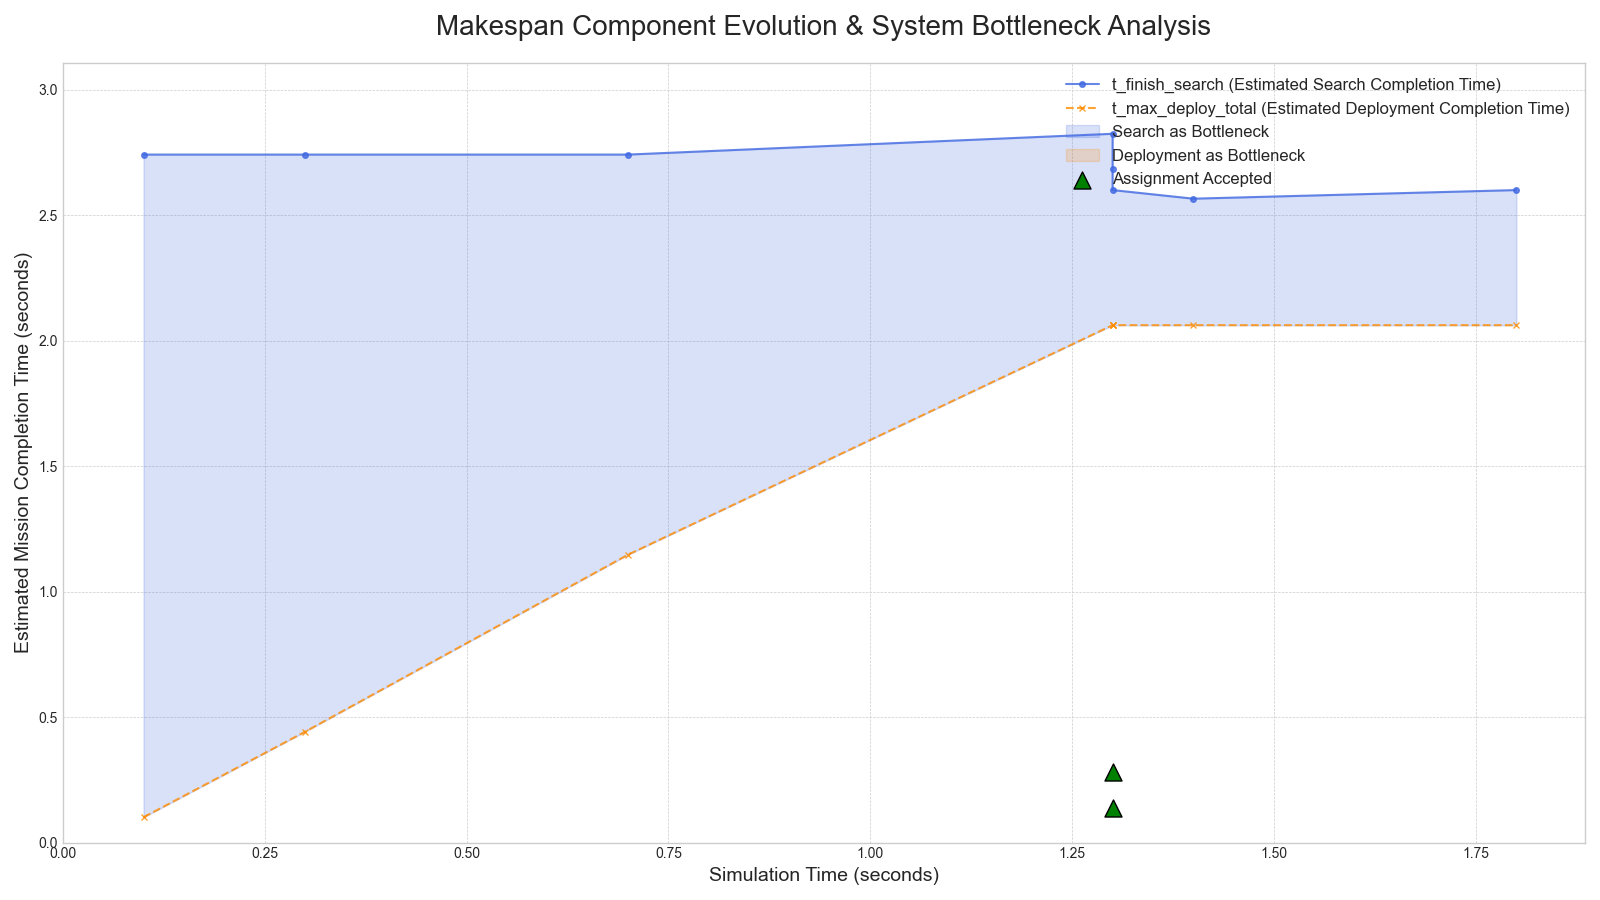 Makespan Component Evolution & System Bottleneck Analysis
t_finish_search (Estimated Search Completion Time)
t_max_deploy_total (Estimated Deployment Completion Time)
Search as Bottleneck
Deployment as Bottleneck
Assignment Accepted
Estimated Mission Completion Time (seconds)
3.0
2.5
2.0
1.5
1.0
0.5
0.0
0.00 0.25 0.50 0.75 1.00 1.25 1.50 1.75
Simulation Time (seconds)